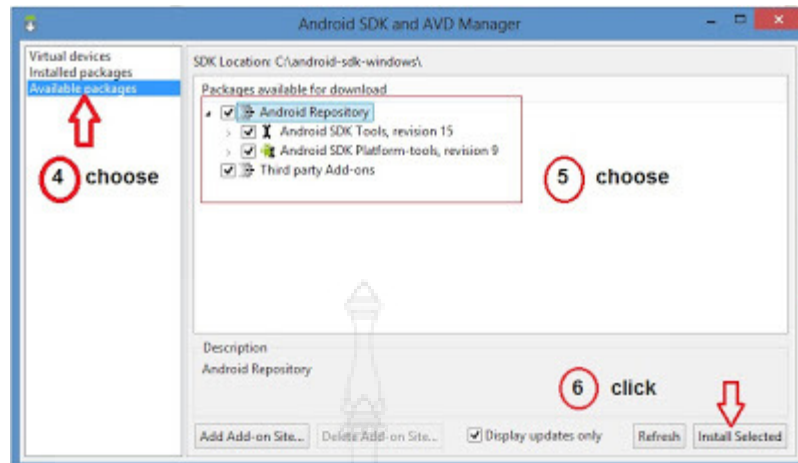 Android SDK and AVD Manager
Virtual devices
Installed packages
Available packages
SDK Location: C:\android-sdk-windows\
Packages available for download
Android Repository
Android SDK Tools, revision 15
Android SDK Platform-tools, revision 9
Third party Add-ons
4 choose
5 choose
Description
Android Repository
6 click
Add Add-on Site...
Delete Add-on Site...
Display updates only
Refresh
Install Selected